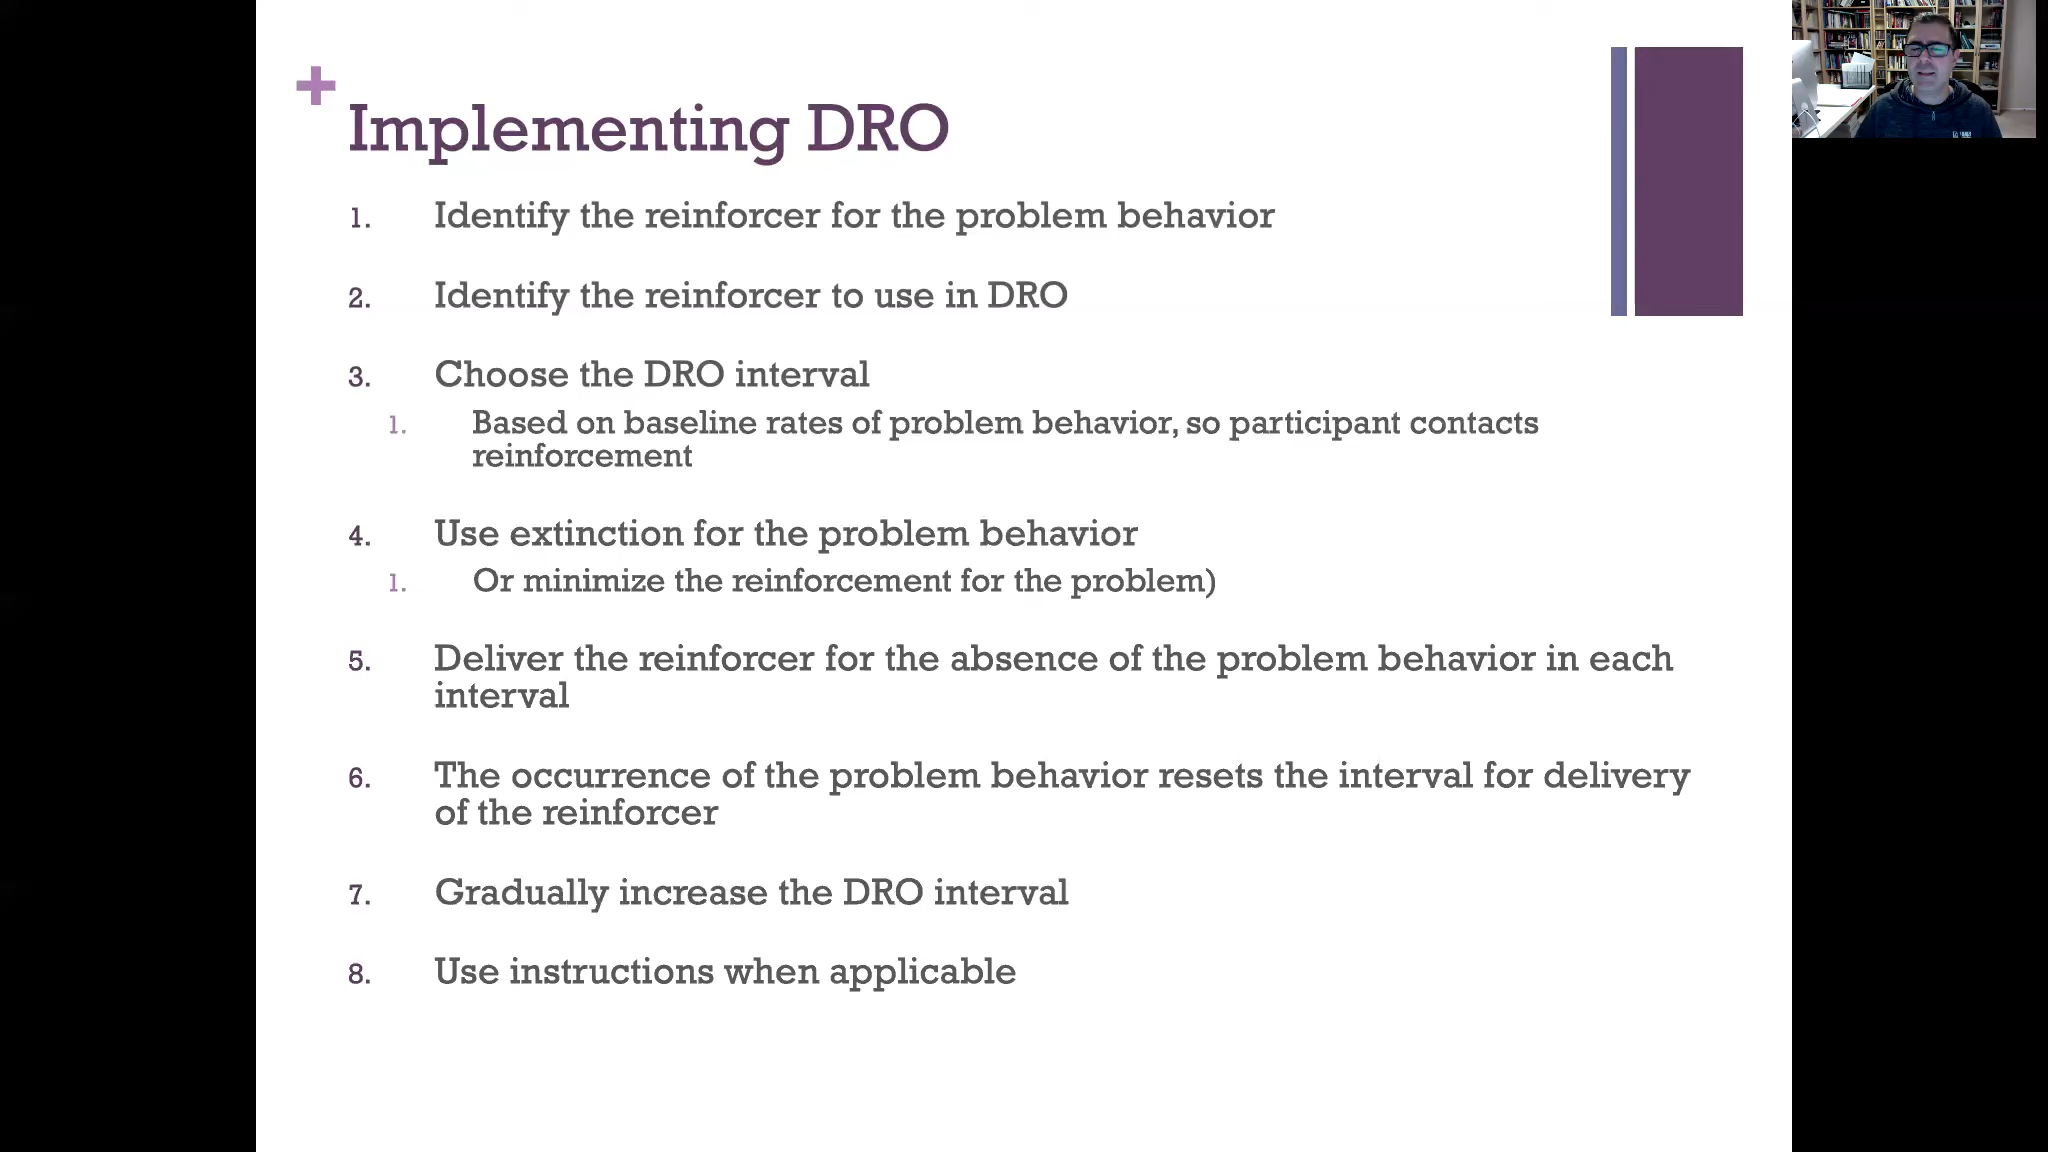 +
Implementing DRO
1. Identify the reinforcer for the problem behavior
2. Identify the reinforcer to use in DRO
3. Choose the DRO interval
1. Based on baseline rates of problem behavior, so participant contacts
reinforcement
4. Use extinction for the problem behavior
1. Or minimize the reinforcement for the problem)
5. Deliver the reinforcer for the absence of the problem behavior in each
interval
6. The occurrence of the problem behavior resets the interval for delivery
of the reinforcer
7. Gradually increase the DRO interval
8. Use instructions when applicable